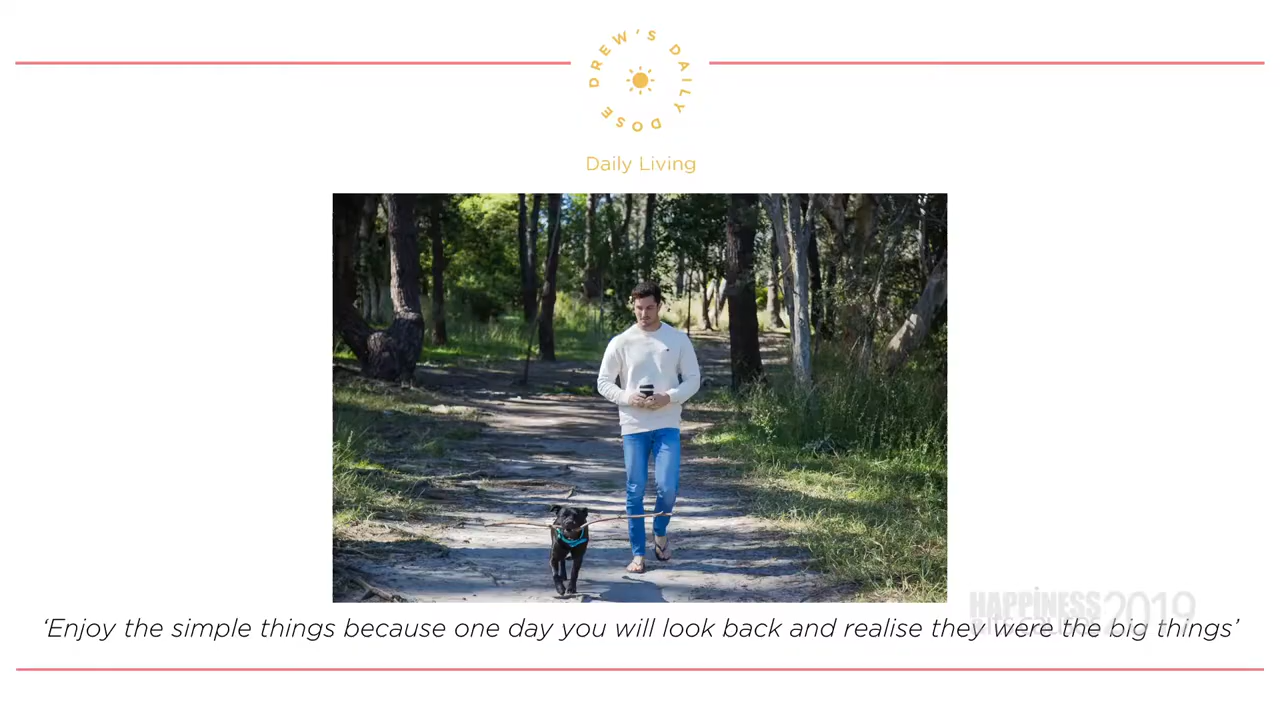 DREW'S DAILY DOSE
Daily Living
‘Enjoy the simple things because one day you will look back and realise they were the big things’
HAPPINESS
2019